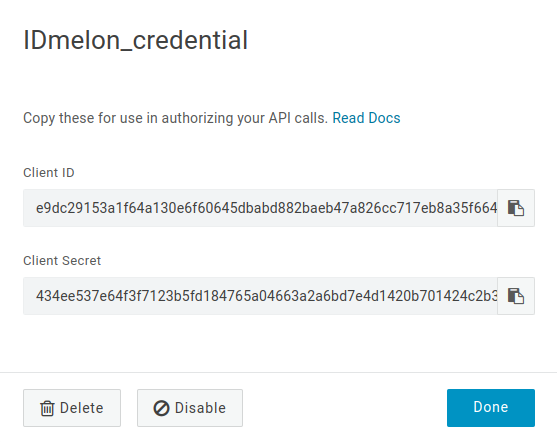 IDmelon_credential
Copy these for use in authorizing your API calls. Read Docs
Client ID
e9dc29153a1f64a130e6f60645dbabd882baeb47a826cc717eb8a35f664
Client Secret
434ee537e64f3f7123b5fd184765a04663a2a6bd7e4d1420b701424c2b3
Delete
Disable
Done